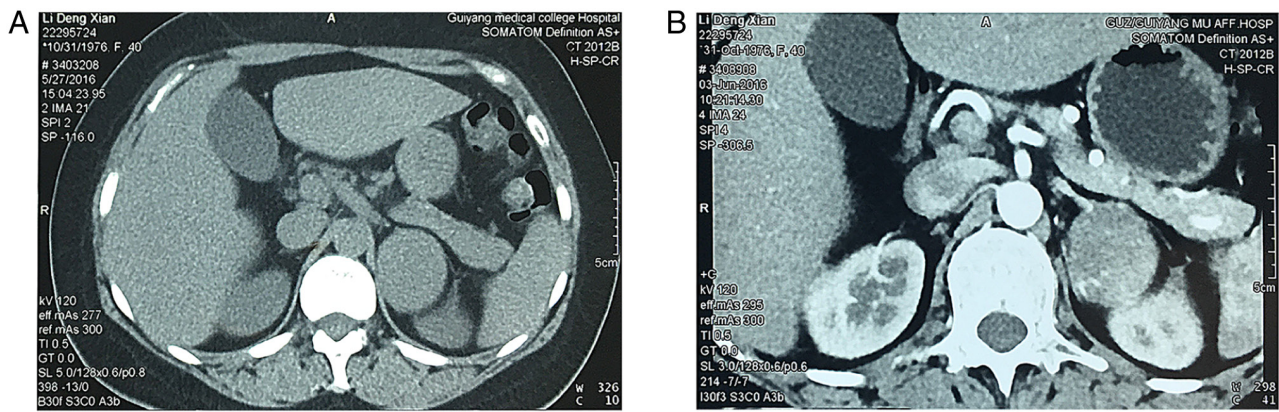 A
Li Deng Xian
22295724
*10/31/1976, F, 40
# 3403208
5/27/2016
15 04 23.95
2 IMA 21
SPI 2
SP -116.0
A
Guiyang medical college Hospital
SOMATOM Definition AS+
CT 2012B
H-SP-CR
R
5cm
kV 120
eff mAs 277
ref mAs 300
TI 0.5
GT 0.0
SL 5.0/128x0.6/p0.8
398 -13/0
B30f S3C0 A3b
W 326
C 10
B
Li Deng Xian
22295724
*31-Oct-1976, F, 40
# 3408908
03-Jun-2016
10:21:14.30
4 IMA 24
SPI 4
SP -306.5
A
GUZ/GUIYANG MU AFF.HOSP
SOMATOM Definition AS+
CT 2012B
H-SP-CR
R
5cm
+C
kV 120
eff.mAs 295
ref.mAs 300
TI 0.5
GT 0.0
SL 3.0/128x0.6/p0.6
214 -7/-7
I30f3 S3C0 A3b
W 298
C 41